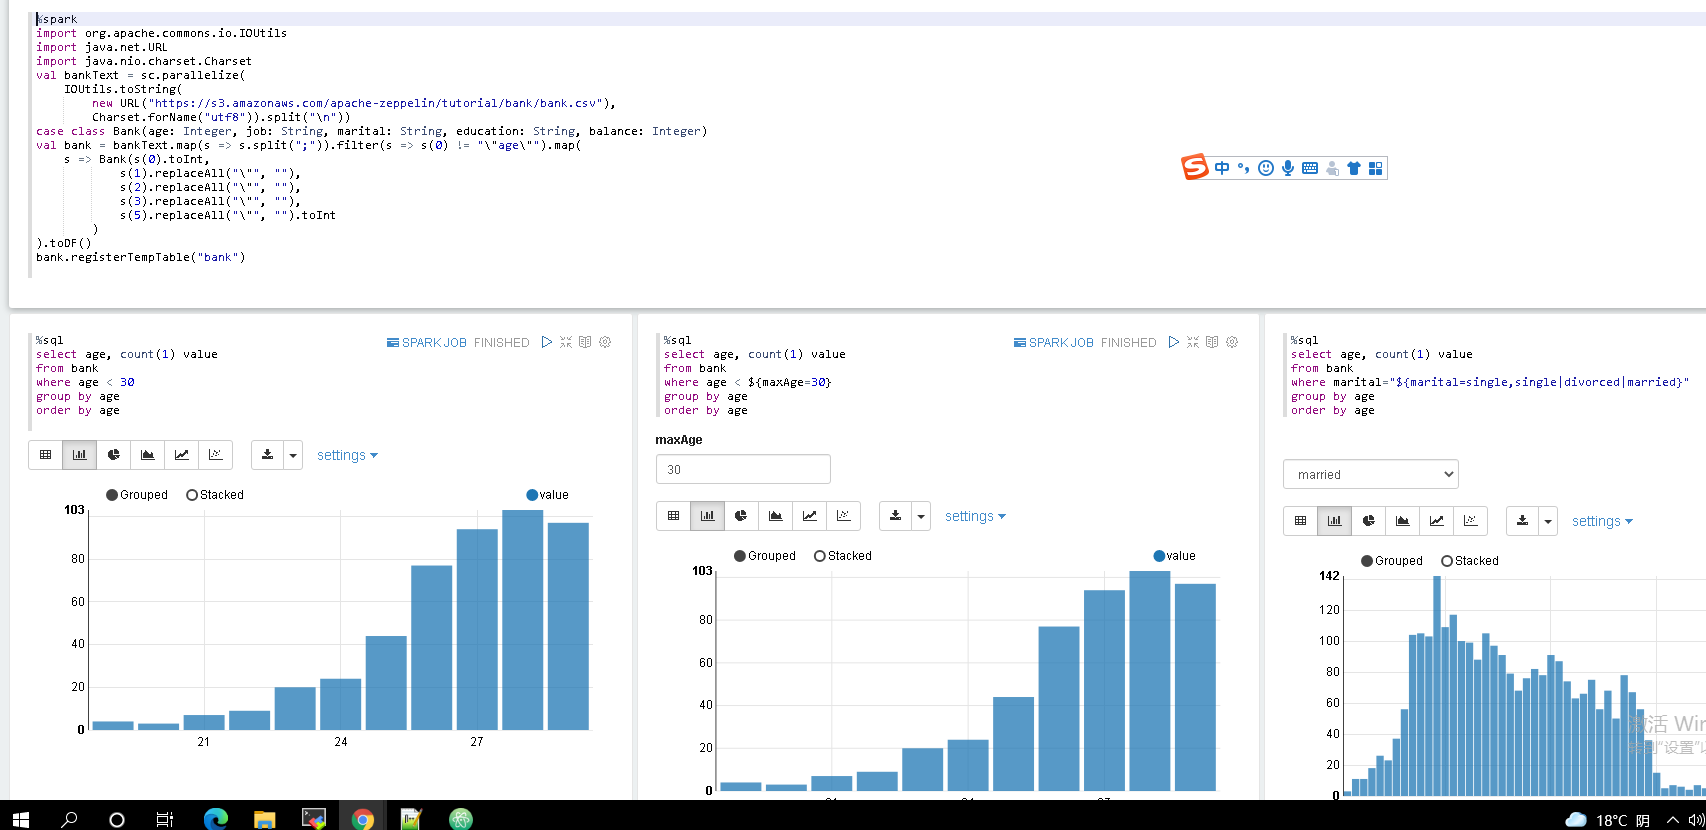 %spark
import org.apache.commons.io.IOUtils
import java.net.URL
import java.nio.charset.Charset
val bankText = sc.parallelize(
IOUtils.toString(
new URL("https://s3.amazonaws.com/apache-zeppelin/tutorial/bank/bank.csv"),
Charset.forName("utf8")).split("\n"))
case class Bank(age: Integer, job: String, marital: String, education: String, balance: Integer)
val bank = bankText.map(s => s.split(";")).filter(s => s(0) != "\"age\"").map(
s => Bank(s(0).toInt,
s(1).replaceAll("\"", ""),
s(2).replaceAll("\"", ""),
s(3).replaceAll("\"", ""),
s(5).replaceAll("\"", "").toInt
)
).toDF()
bank.registerTempTable("bank")
中
%sql
select age, count(1) value
from bank
where age < 30
group by age
order by age
SPARK JOB FINISHED
settings
Grouped Stacked value
103
80
60
40
20
0
21 24 27
%sql
select age, count(1) value
from bank
where age < ${maxAge=30}
group by age
order by age
SPARK JOB FINISHED
maxAge
30
settings
Grouped Stacked value
103
80
60
40
20
0
%sql
select age, count(1) value
from bank
where marital="${marital=single,single|divorced|married}"
group by age
order by age
married
settings
Grouped Stacked
142
120
100
80
60
40
20
0
激活 Win
转到"设置"以
18°C 阴